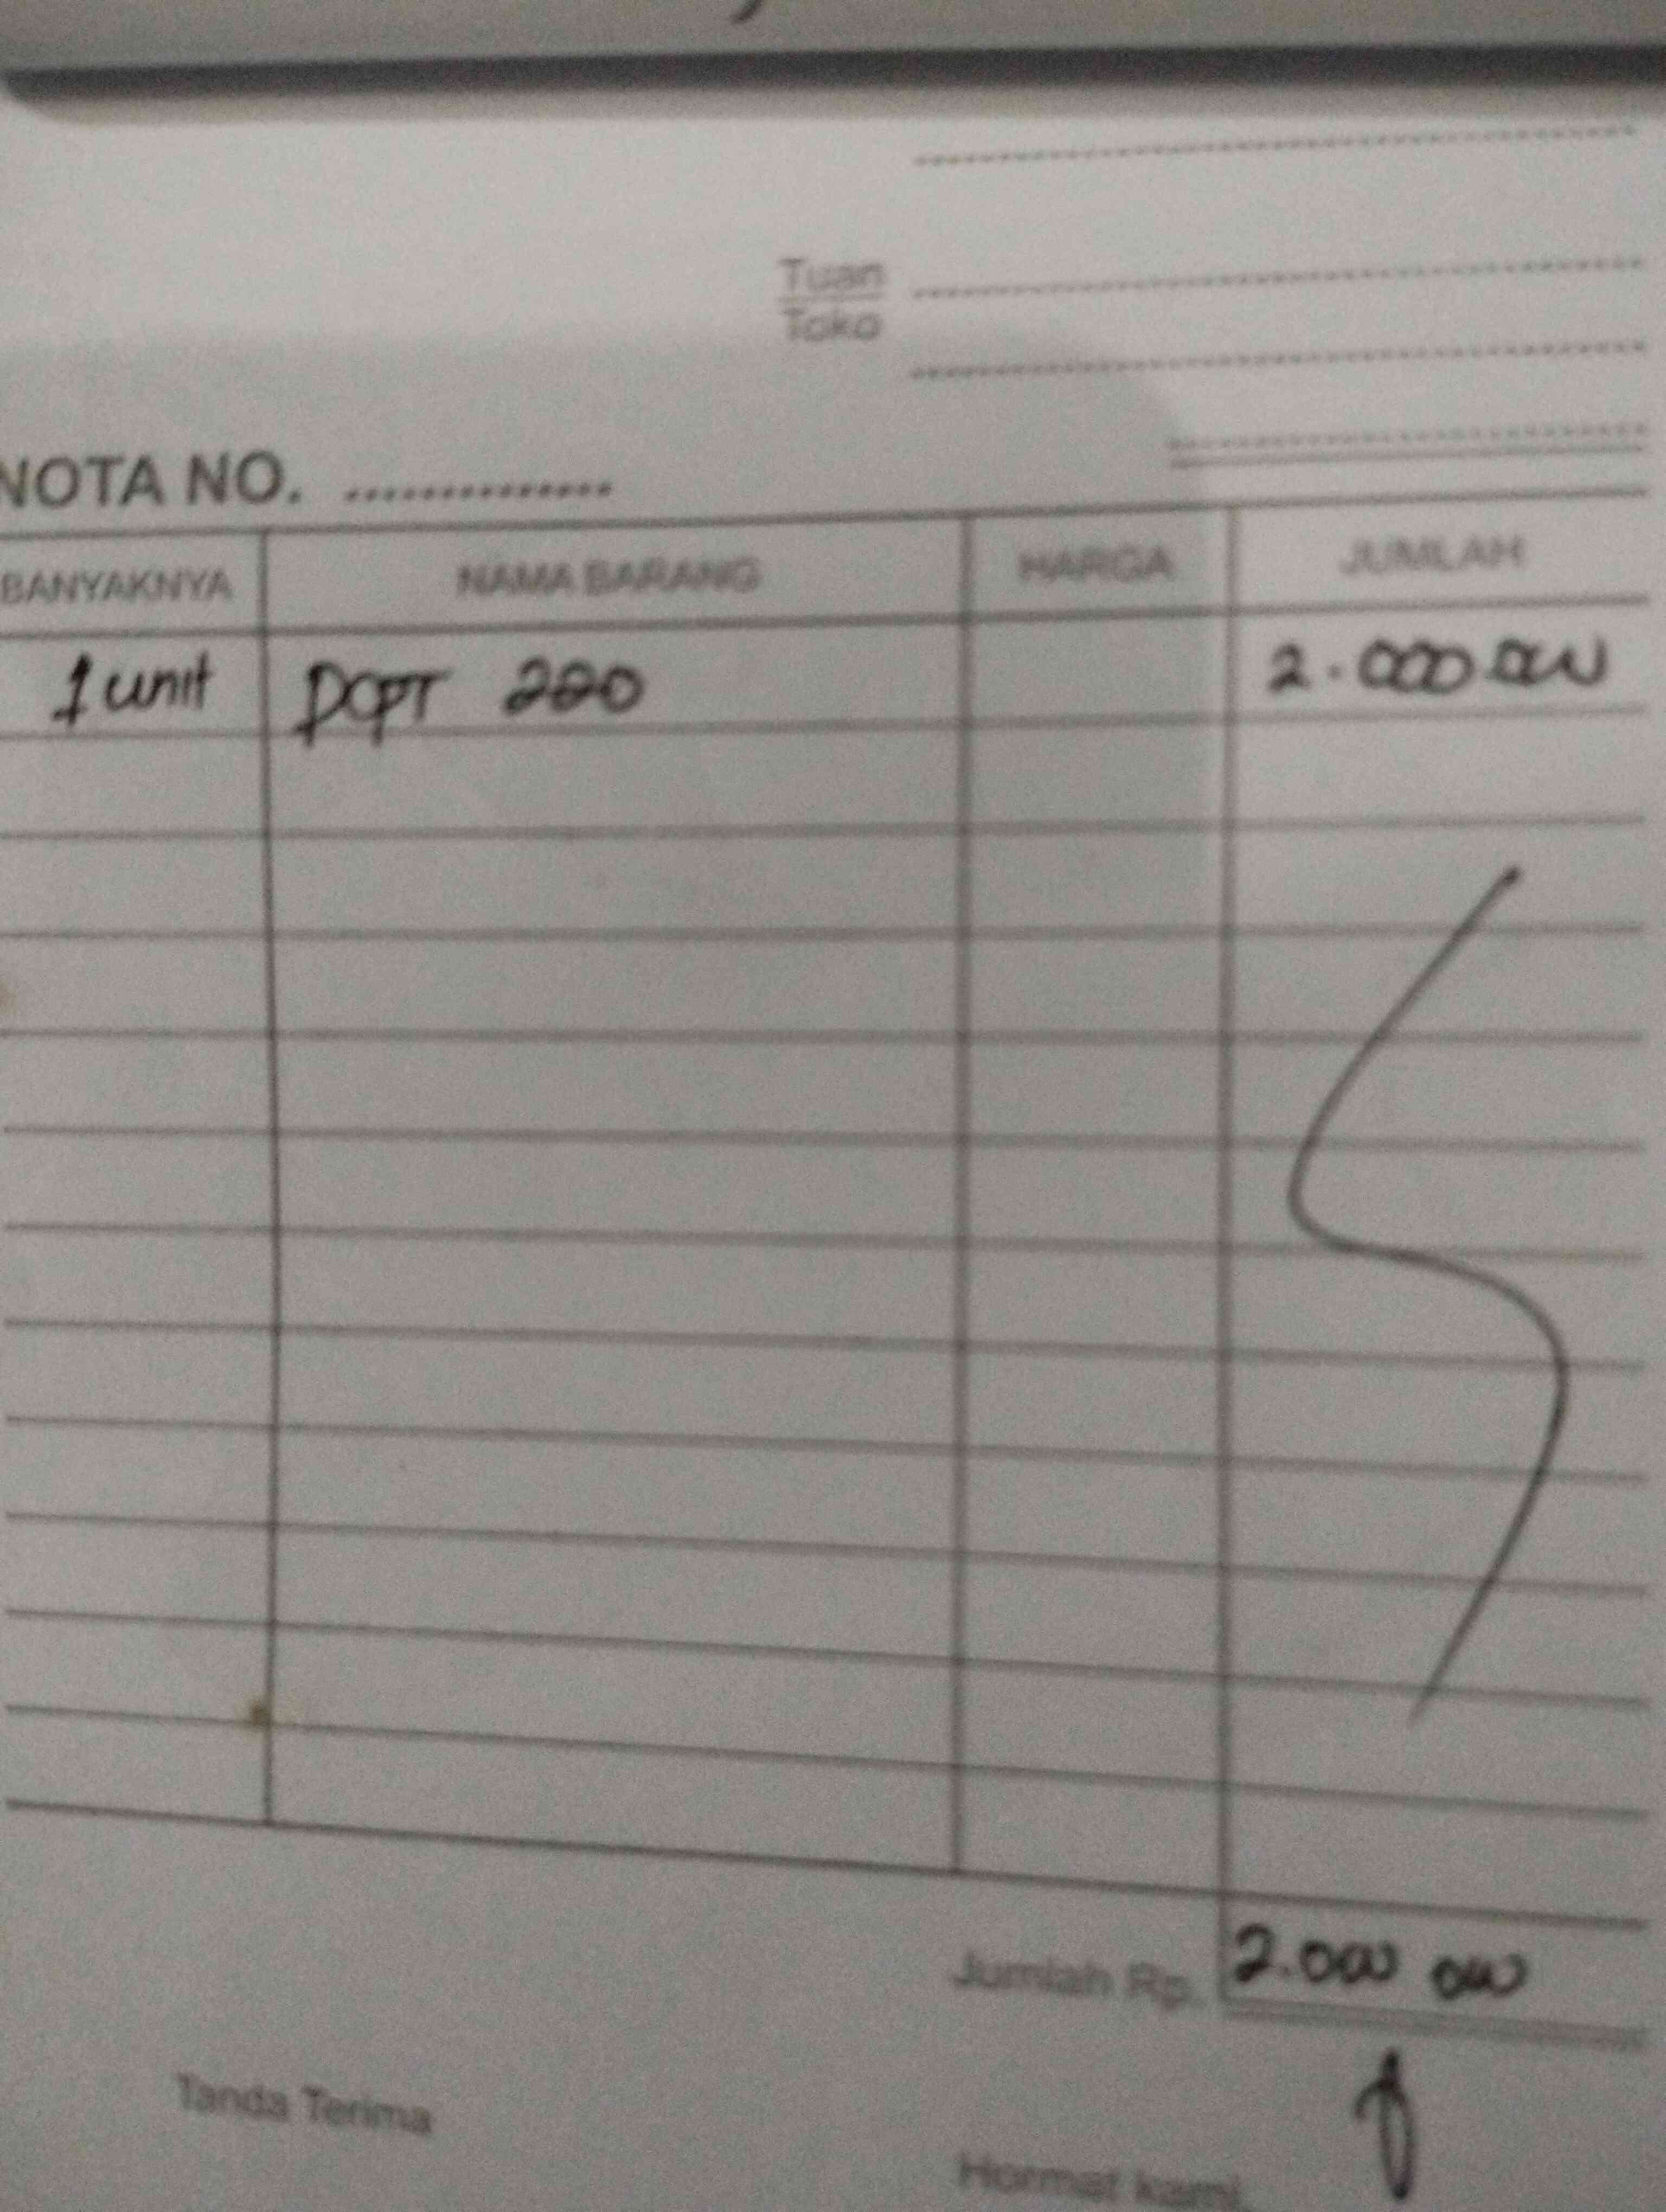 Tuan
Toko
NOTA NO. ..............
BANYAKNYA NAMA BARANG HARGA JUMLAH
1 unit DCPT 220 2.000.000
Jumlah Rp. 2.000 000
Tanda Terima
Hormat kami,